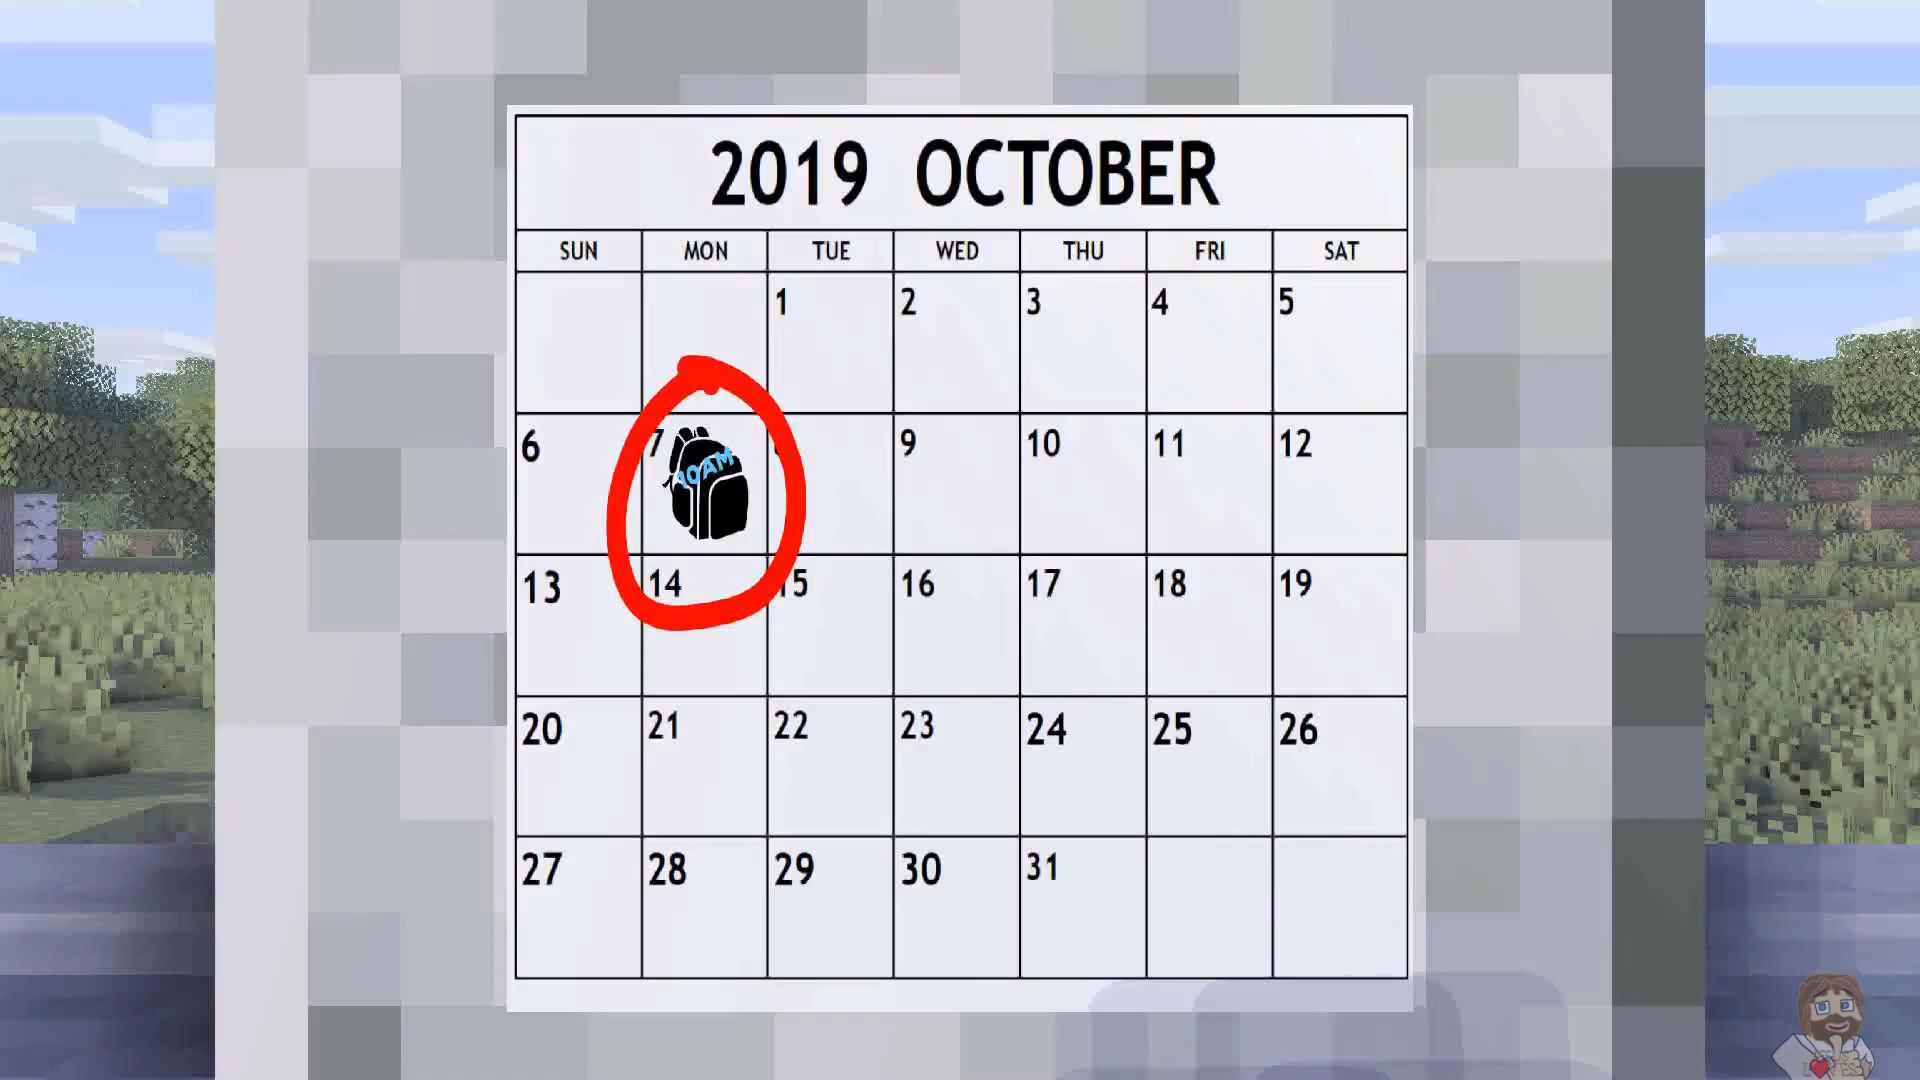 2019 OCTOBER
SUN MON TUE WED THU FRI SAT
1 2 3 4 5
6 7 9 10 11 12
10AM
13 14 15 16 17 18 19
20 21 22 23 24 25 26
27 28 29 30 31
LOVES